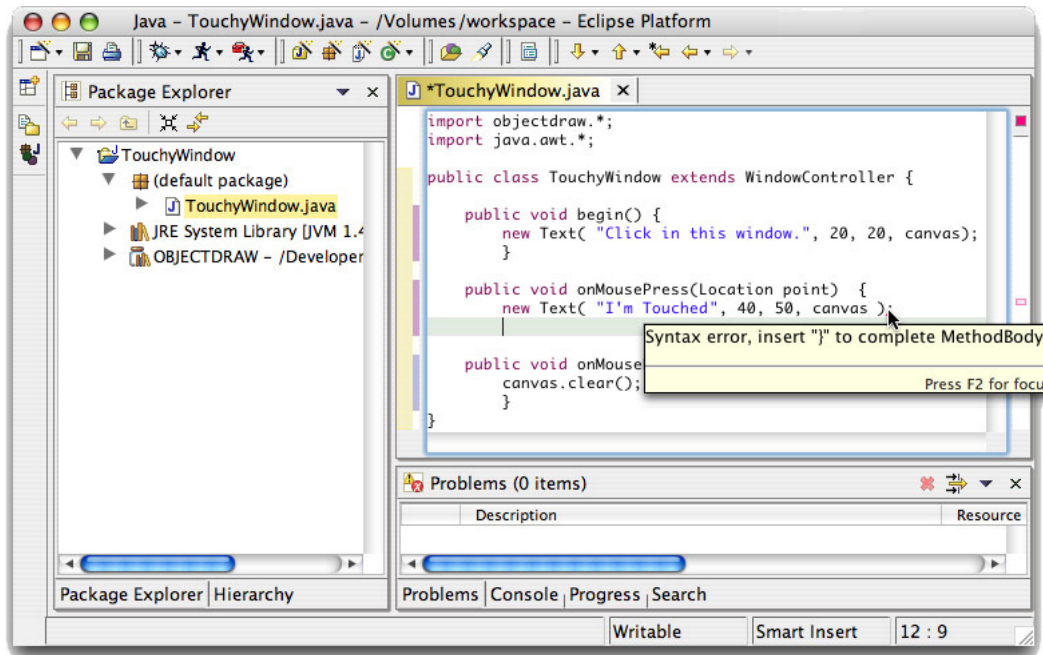 Java – TouchyWindow.java – /Volumes/workspace – Eclipse Platform
Package Explorer
TouchyWindow
(default package)
TouchyWindow.java
JRE System Library [JVM 1.4
OBJECTDRAW – /Developer
Package Explorer Hierarchy
*TouchyWindow.java
import objectdraw.*;
import java.awt.*;
public class TouchyWindow extends WindowController {
public void begin() {
new Text( "Click in this window.", 20, 20, canvas);
}
public void onMousePress(Location point) {
new Text( "I'm Touched", 40, 50, canvas );
Syntax error, insert "}" to complete MethodBody
Press F2 for focu
public void onMouse
canvas.clear();
}
}
Problems (0 items)
Description Resource
Problems Console Progress Search
Writable Smart Insert 12 : 9